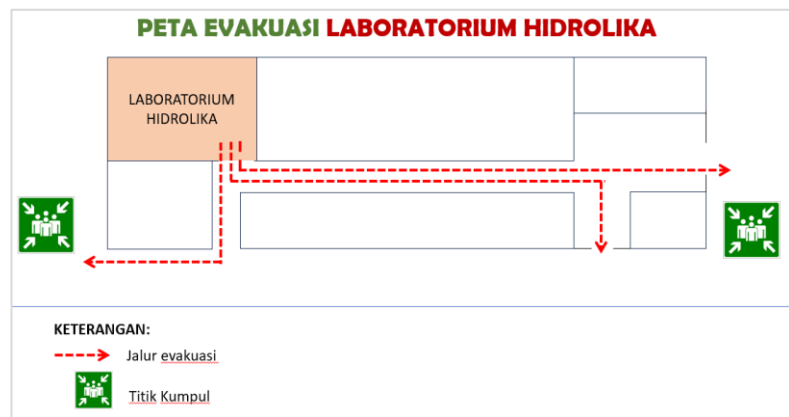 PETA EVAKUASI LABORATORIUM HIDROLIKA
LABORATORIUM
HIDROLIKA
KETERANGAN:
Jalur evakuasi
Titik Kumpul